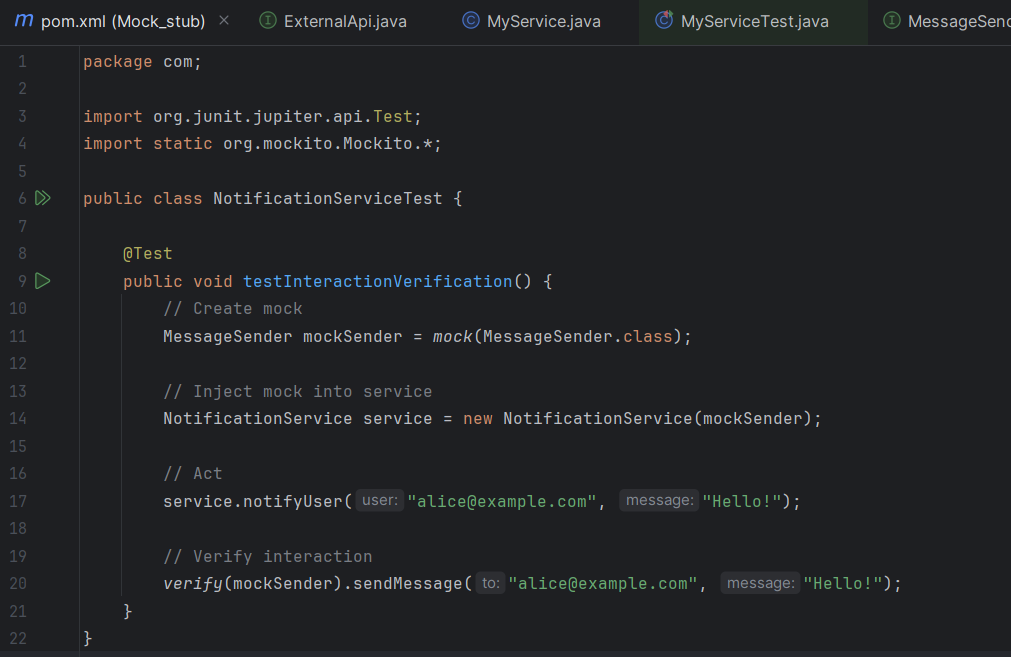 m pom.xml (Mock_stub) × I ExternalApi.java C MyService.java C MyServiceTest.java I MessageSend
1 package com;
2
3 import org.junit.jupiter.api.Test;
4 import static org.mockito.Mockito.*;
5
6 public class NotificationServiceTest {
7
8 @Test
9 public void testInteractionVerification() {
10 // Create mock
11 MessageSender mockSender = mock(MessageSender.class);
12
13 // Inject mock into service
14 NotificationService service = new NotificationService(mockSender);
15
16 // Act
17 service.notifyUser( user: "alice@example.com", message: "Hello!");
18
19 // Verify interaction
20 verify(mockSender).sendMessage( to: "alice@example.com", message: "Hello!");
21 }
22 }